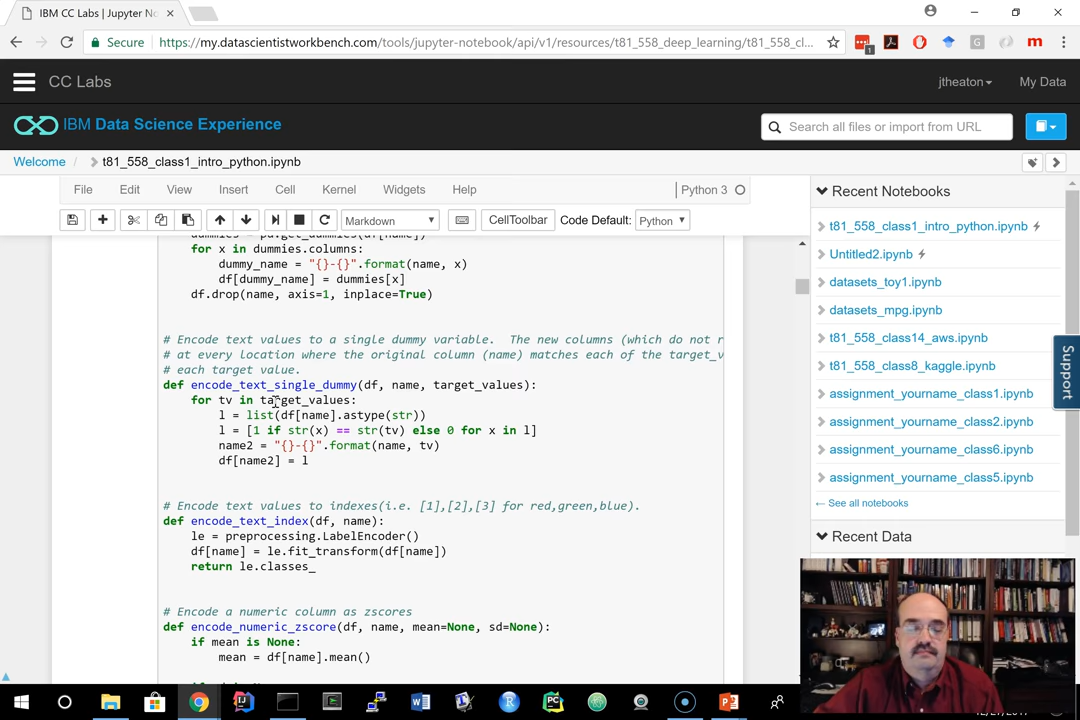 IBM CC Labs | Jupyter No
Secure
https://my.datascientistworkbench.com/tools/jupyter-notebook/api/v1/resources/t81_558_deep_learning/t81_558_cl...
1
G
m
CC Labs
jtheaton
My Data
IBM Data Science Experience
Search all files or import from URL
Welcome / t81_558_class1_intro_python.ipynb
File Edit View Insert Cell Kernel Widgets Help
Python 3
Markdown
CellToolbar
Code Default:
Python
dummies = pd.get_dummies(df[name])
for x in dummies.columns:
dummy_name = "{}-{}".format(name, x)
df[dummy_name] = dummies[x]
df.drop(name, axis=1, inplace=True)
# Encode text values to a single dummy variable.  The new columns (which do not r
# at every location where the original column (name) matches each of the target_v
# each target value.
def encode_text_single_dummy(df, name, target_values):
for tv in target_values:
l = list(df[name].astype(str))
l = [1 if str(x) == str(tv) else 0 for x in l]
name2 = "{}-{}".format(name, tv)
df[name2] = l
# Encode text values to indexes(i.e. [1],[2],[3] for red,green,blue).
def encode_text_index(df, name):
le = preprocessing.LabelEncoder()
df[name] = le.fit_transform(df[name])
return le.classes_
# Encode a numeric column as zscores
def encode_numeric_zscore(df, name, mean=None, sd=None):
if mean is None:
mean = df[name].mean()
Recent Notebooks
t81_558_class1_intro_python.ipynb
Untitled2.ipynb
datasets_toy1.ipynb
datasets_mpg.ipynb
t81_558_class14_aws.ipynb
t81_558_class8_kaggle.ipynb
assignment_yourname_class1.ipynb
assignment_yourname_class2.ipynb
assignment_yourname_class6.ipynb
assignment_yourname_class5.ipynb
← See all notebooks
Recent Data
Support